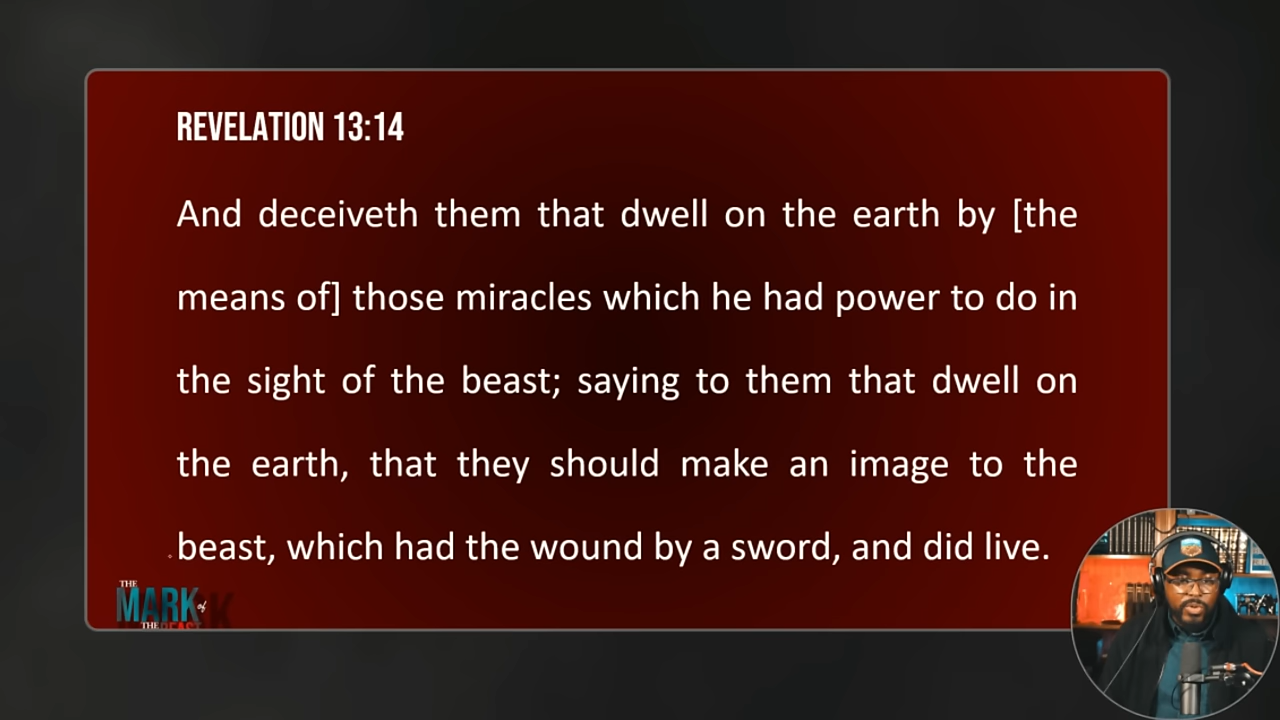 REVELATION 13:14
And deceiveth them that dwell on the earth by [the
means of] those miracles which he had power to do in
the sight of the beast; saying to them that dwell on
the earth, that they should make an image to the
beast, which had the wound by a sword, and did live.
THE
MARK of
THE BEAST